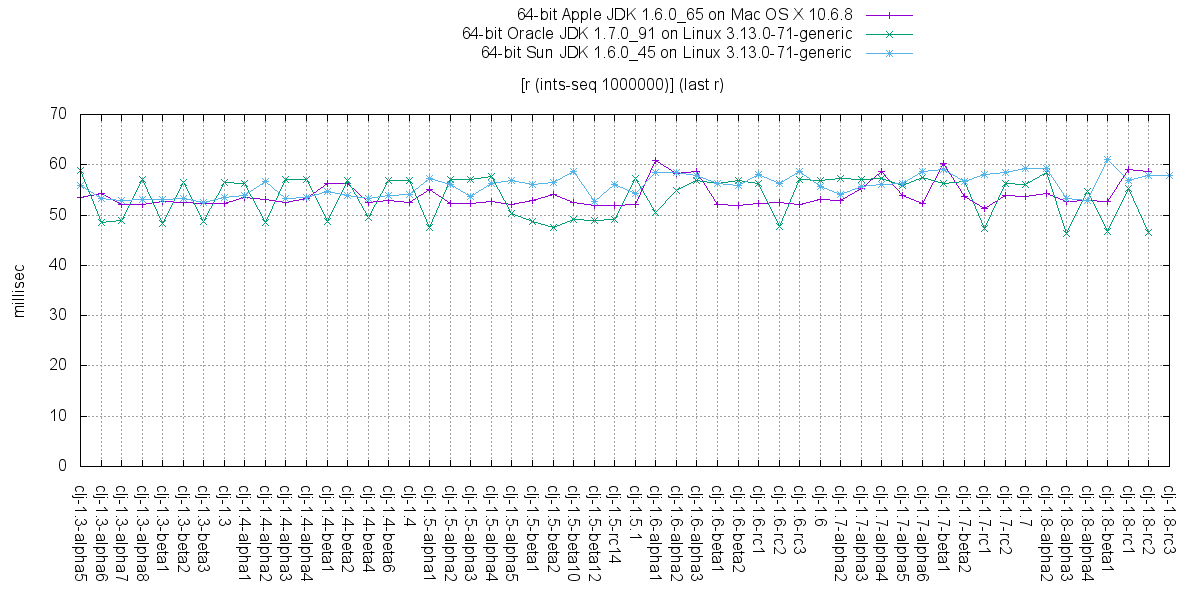 64-bit Apple JDK 1.6.0_65 on Mac OS X 10.6.8
64-bit Oracle JDK 1.7.0_91 on Linux 3.13.0-71-generic
64-bit Sun JDK 1.6.0_45 on Linux 3.13.0-71-generic
[r (ints-seq 1000000)] (last r)
70
60
50
40
30
20
10
0
millisec
clj-1.3-alpha5
clj-1.3-alpha6
clj-1.3-alpha7
clj-1.3-alpha8
clj-1.3-beta1
clj-1.3-beta2
clj-1.3-beta3
clj-1.3
clj-1.4-alpha1
clj-1.4-alpha2
clj-1.4-alpha3
clj-1.4-alpha4
clj-1.4-beta1
clj-1.4-beta2
clj-1.4-beta4
clj-1.4-beta6
clj-1.4
clj-1.5-alpha1
clj-1.5-alpha2
clj-1.5-alpha3
clj-1.5-alpha4
clj-1.5-alpha5
clj-1.5-beta1
clj-1.5-beta2
clj-1.5-beta10
clj-1.5-beta12
clj-1.5-rc14
clj-1.5.1
clj-1.6-alpha1
clj-1.6-alpha2
clj-1.6-alpha3
clj-1.6-beta1
clj-1.6-beta2
clj-1.6-rc1
clj-1.6-rc2
clj-1.6-rc3
clj-1.6
clj-1.7-alpha2
clj-1.7-alpha3
clj-1.7-alpha4
clj-1.7-alpha5
clj-1.7-alpha6
clj-1.7-beta1
clj-1.7-beta2
clj-1.7-rc1
clj-1.7-rc2
clj-1.7
clj-1.8-alpha2
clj-1.8-alpha3
clj-1.8-alpha4
clj-1.8-beta1
clj-1.8-rc1
clj-1.8-rc2
clj-1.8-rc3